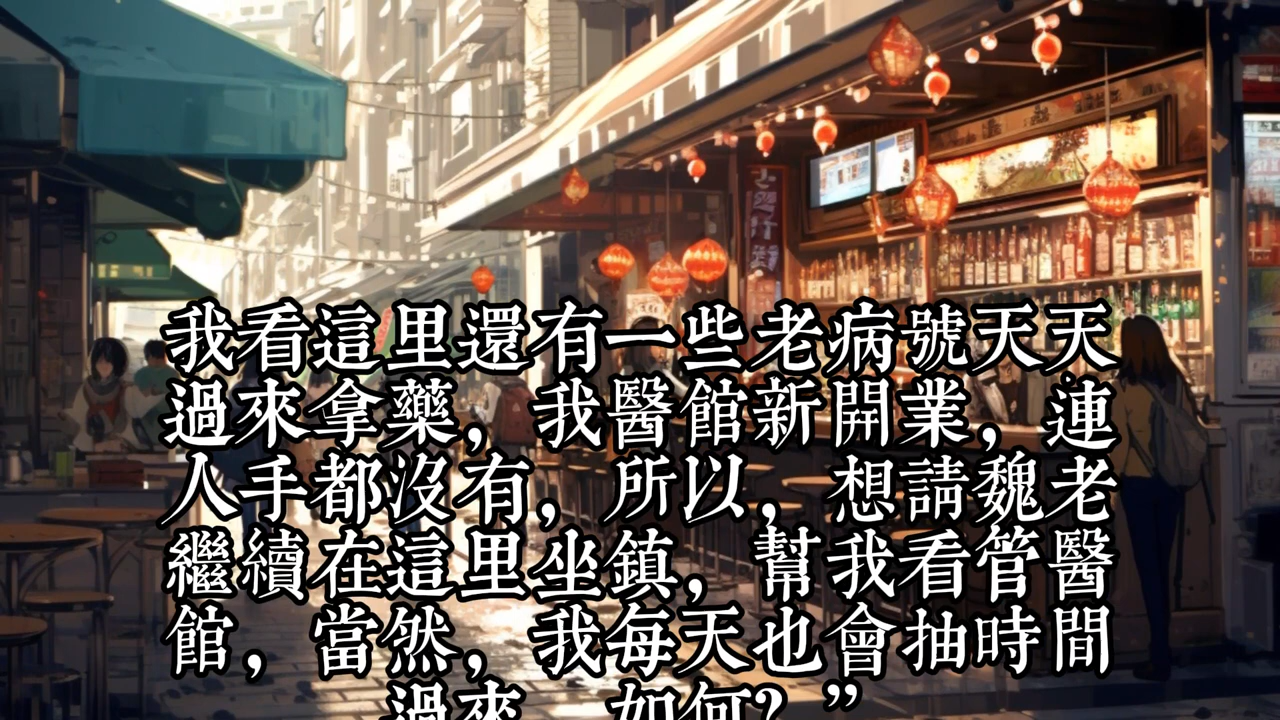 我看這里還有一些老病號天天
過來拿藥，我醫館新開業，連
人手都沒有，所以，想請魏老
繼續在這里坐鎮，幫我看管醫
館，當然，我每天也會抽時間
過來，如何？”